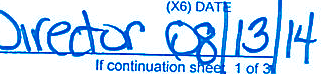 (X6) DATE
Director 08/13/14
If continuation sheet 1 of 3